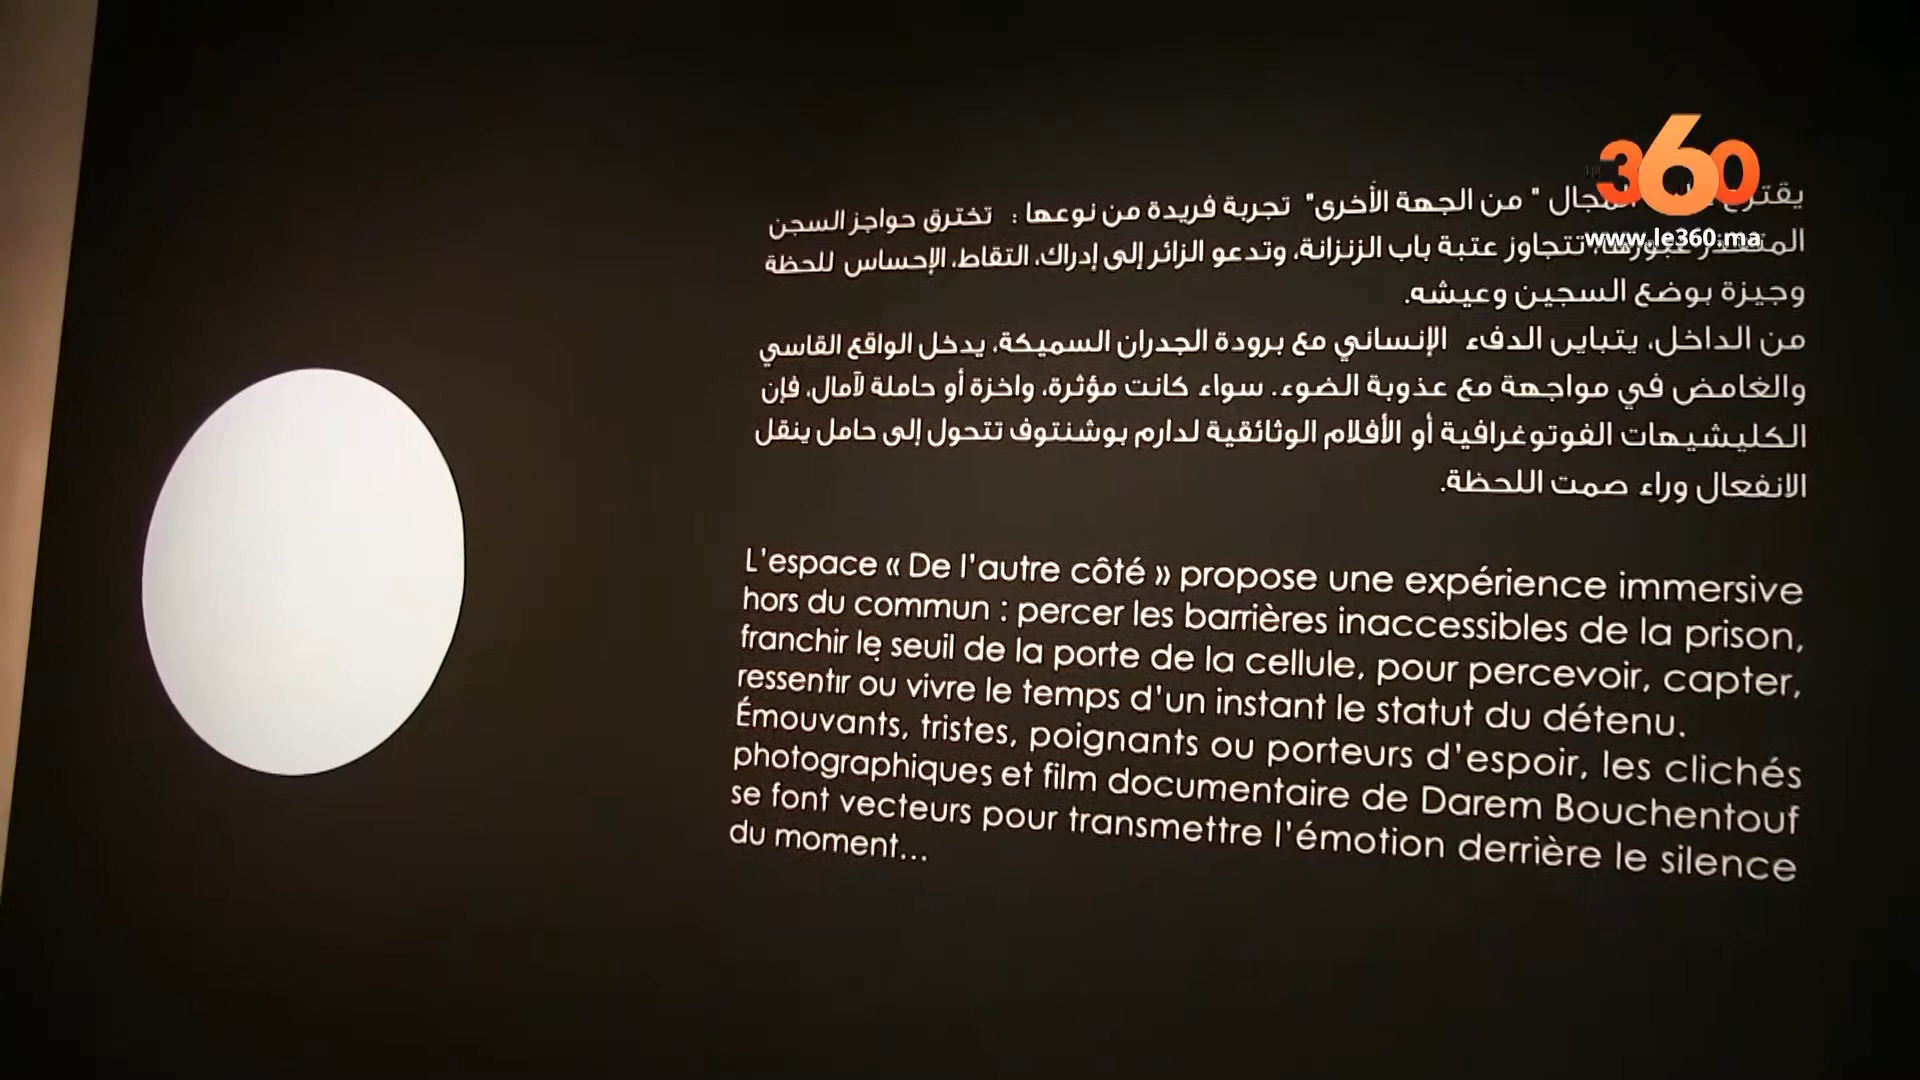 360
www.le360.ma
المجال " من الجهة الأخرى" تجربة فريدة من نوعها : تخترق حواجز السجن
تتجاوز عتبة باب الزنزانة، وتدعو الزائر إلى إدراك، التقاط، الإحساس للحظة
وجيزة بوضع السجين وعيشه.
من الداخل، يتباين الدفء الإنساني مع برودة الجدران السميكة، يدخل الواقع القاسي
والغامض في مواجهة مع عذوبة الضوء. سواء كانت مؤثرة، واخزة أو حاملة لآمال، فإن
الكليشيهات الفوتوغرافية أو الأفلام الوثائقية لدارم بوشنتوف تتحول إلى حامل ينقل
الانفعال وراء صمت اللحظة.
L'espace « De l'autre côté » propose une expérience immersive
hors du commun : percer les barrières inaccessibles de la prison,
franchir le seuil de la porte de la cellule, pour percevoir, capter,
ressentir ou vivre le temps d'un instant le statut du détenu.
Émouvants, tristes, poignants ou porteurs d'espoir, les clichés
photographiques et film documentaire de Darem Bouchentouf
se font vecteurs pour transmettre l'émotion derrière le silence
du moment...